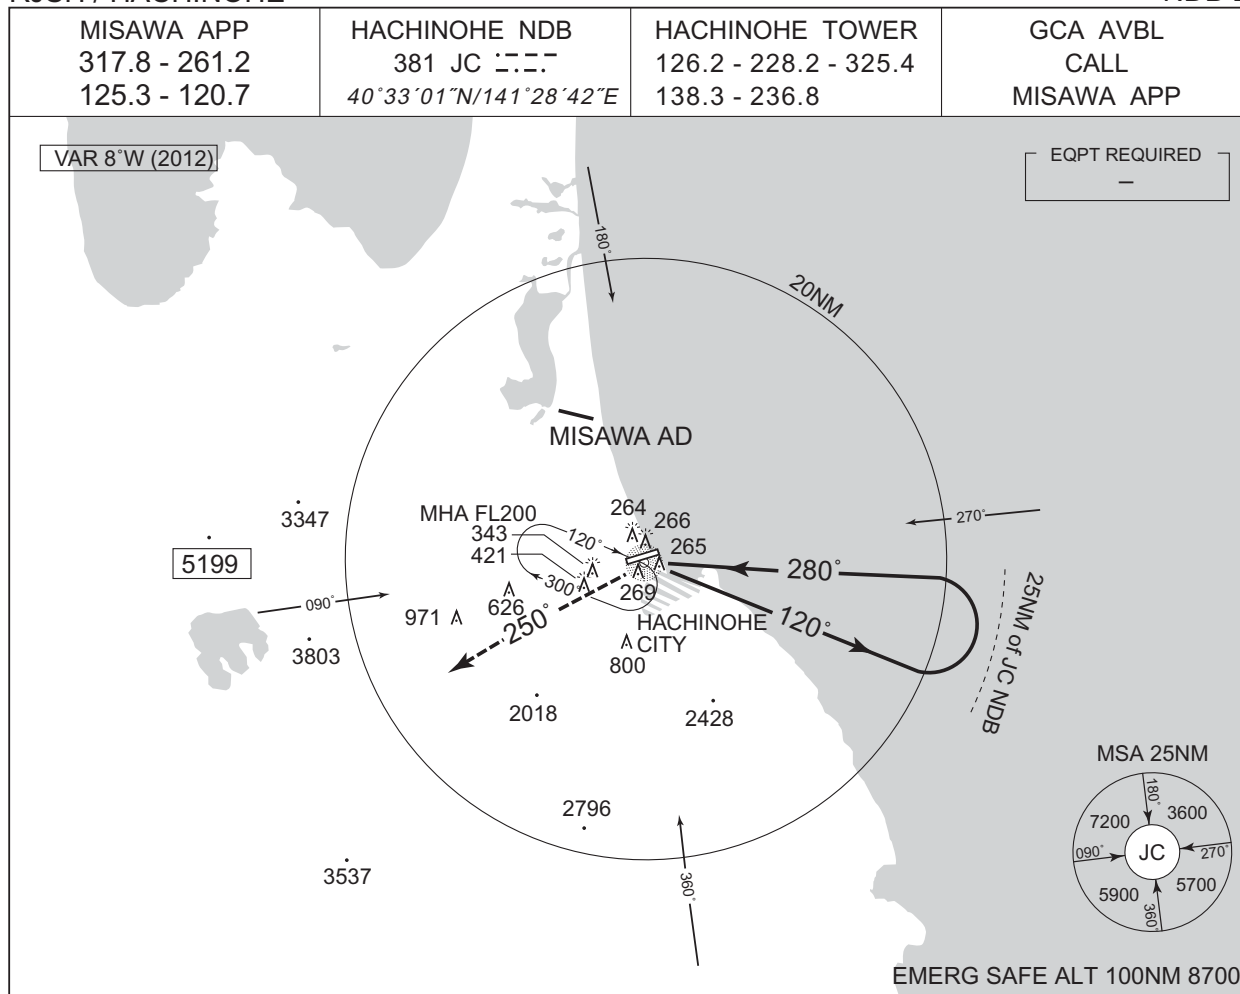 MISAWA APP
317.8 - 261.2
125.3 - 120.7
HACHINOHE NDB
381 JC
40°33´01˝N/141°28´42˝E
HACHINOHE TOWER
126.2 - 228.2 - 325.4
138.3 - 236.8
GCA AVBL
CALL
MISAWA APP
VAR 8°W (2012)
EQPT REQUIRED
–
180°
20NM
MISAWA AD
3347
MHA FL200
343
421
120°
300°
264
266
265
269
270°
5199
280°
120°
090°
971
626
250°
HACHINOHE
CITY
800
25NM of JC NDB
3803
2018
2428
2796
3537
360°
MSA 25NM
180°
7200
3600
090°
JC
270°
5900
5700
360°
EMERG SAFE ALT 100NM 8700